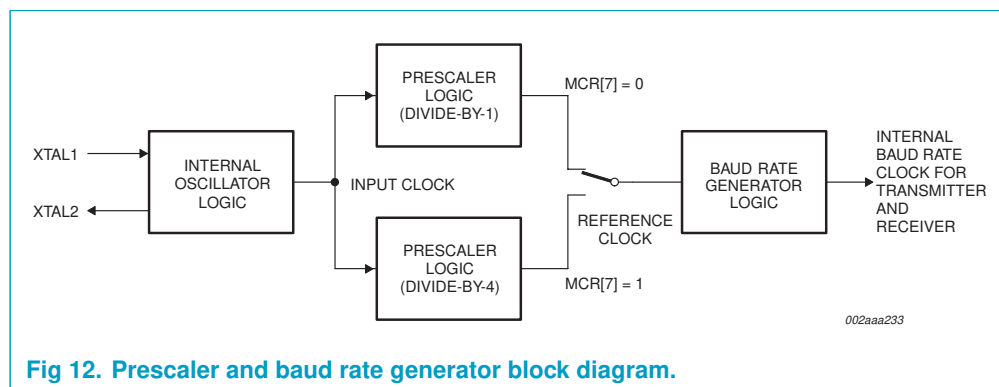 PRESCALER
LOGIC
(DIVIDE-BY-1)
MCR[7] = 0
XTAL1
XTAL2
INTERNAL
OSCILLATOR
LOGIC
INPUT CLOCK
BAUD RATE
GENERATOR
LOGIC
INTERNAL
BAUD RATE
CLOCK FOR
TRANSMITTER
AND
RECEIVER
REFERENCE
CLOCK
PRESCALER
LOGIC
(DIVIDE-BY-4)
MCR[7] = 1
002aaa233
Fig 12. Prescaler and baud rate generator block diagram.